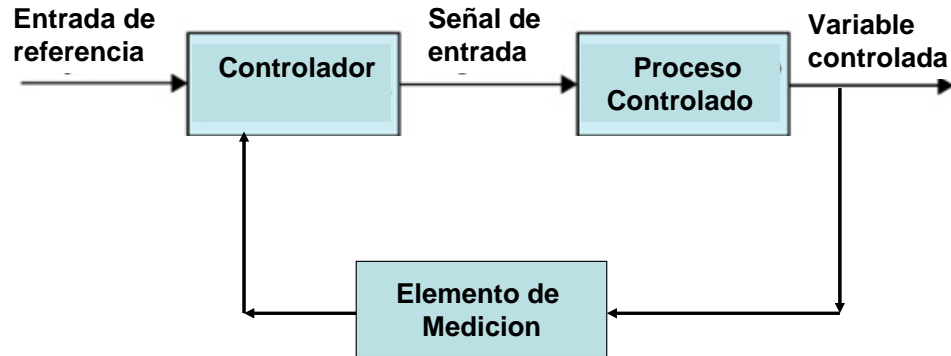 Entrada de
referencia
Controlador
Señal de
entrada
Proceso
Controlado
Variable
controlada
Elemento de
Medicion